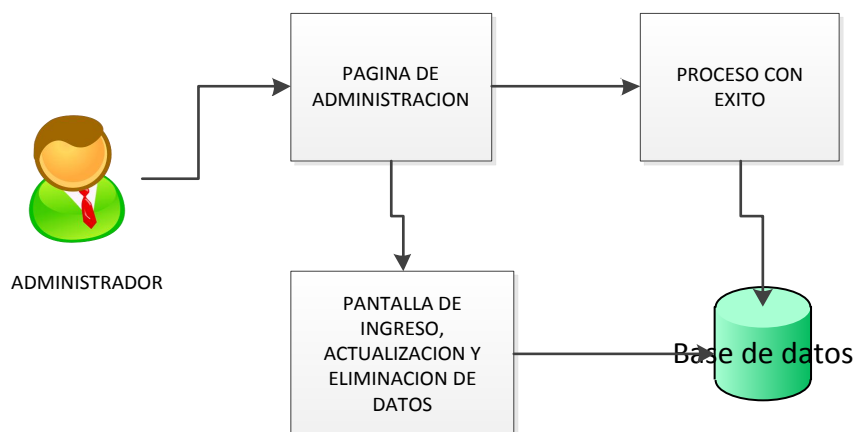 PAGINA DE
ADMINISTRACION
PROCESO CON
EXITO
ADMINISTRADOR
PANTALLA DE
INGRESO,
ACTUALIZACION Y
ELIMINACION DE
DATOS
Base de datos